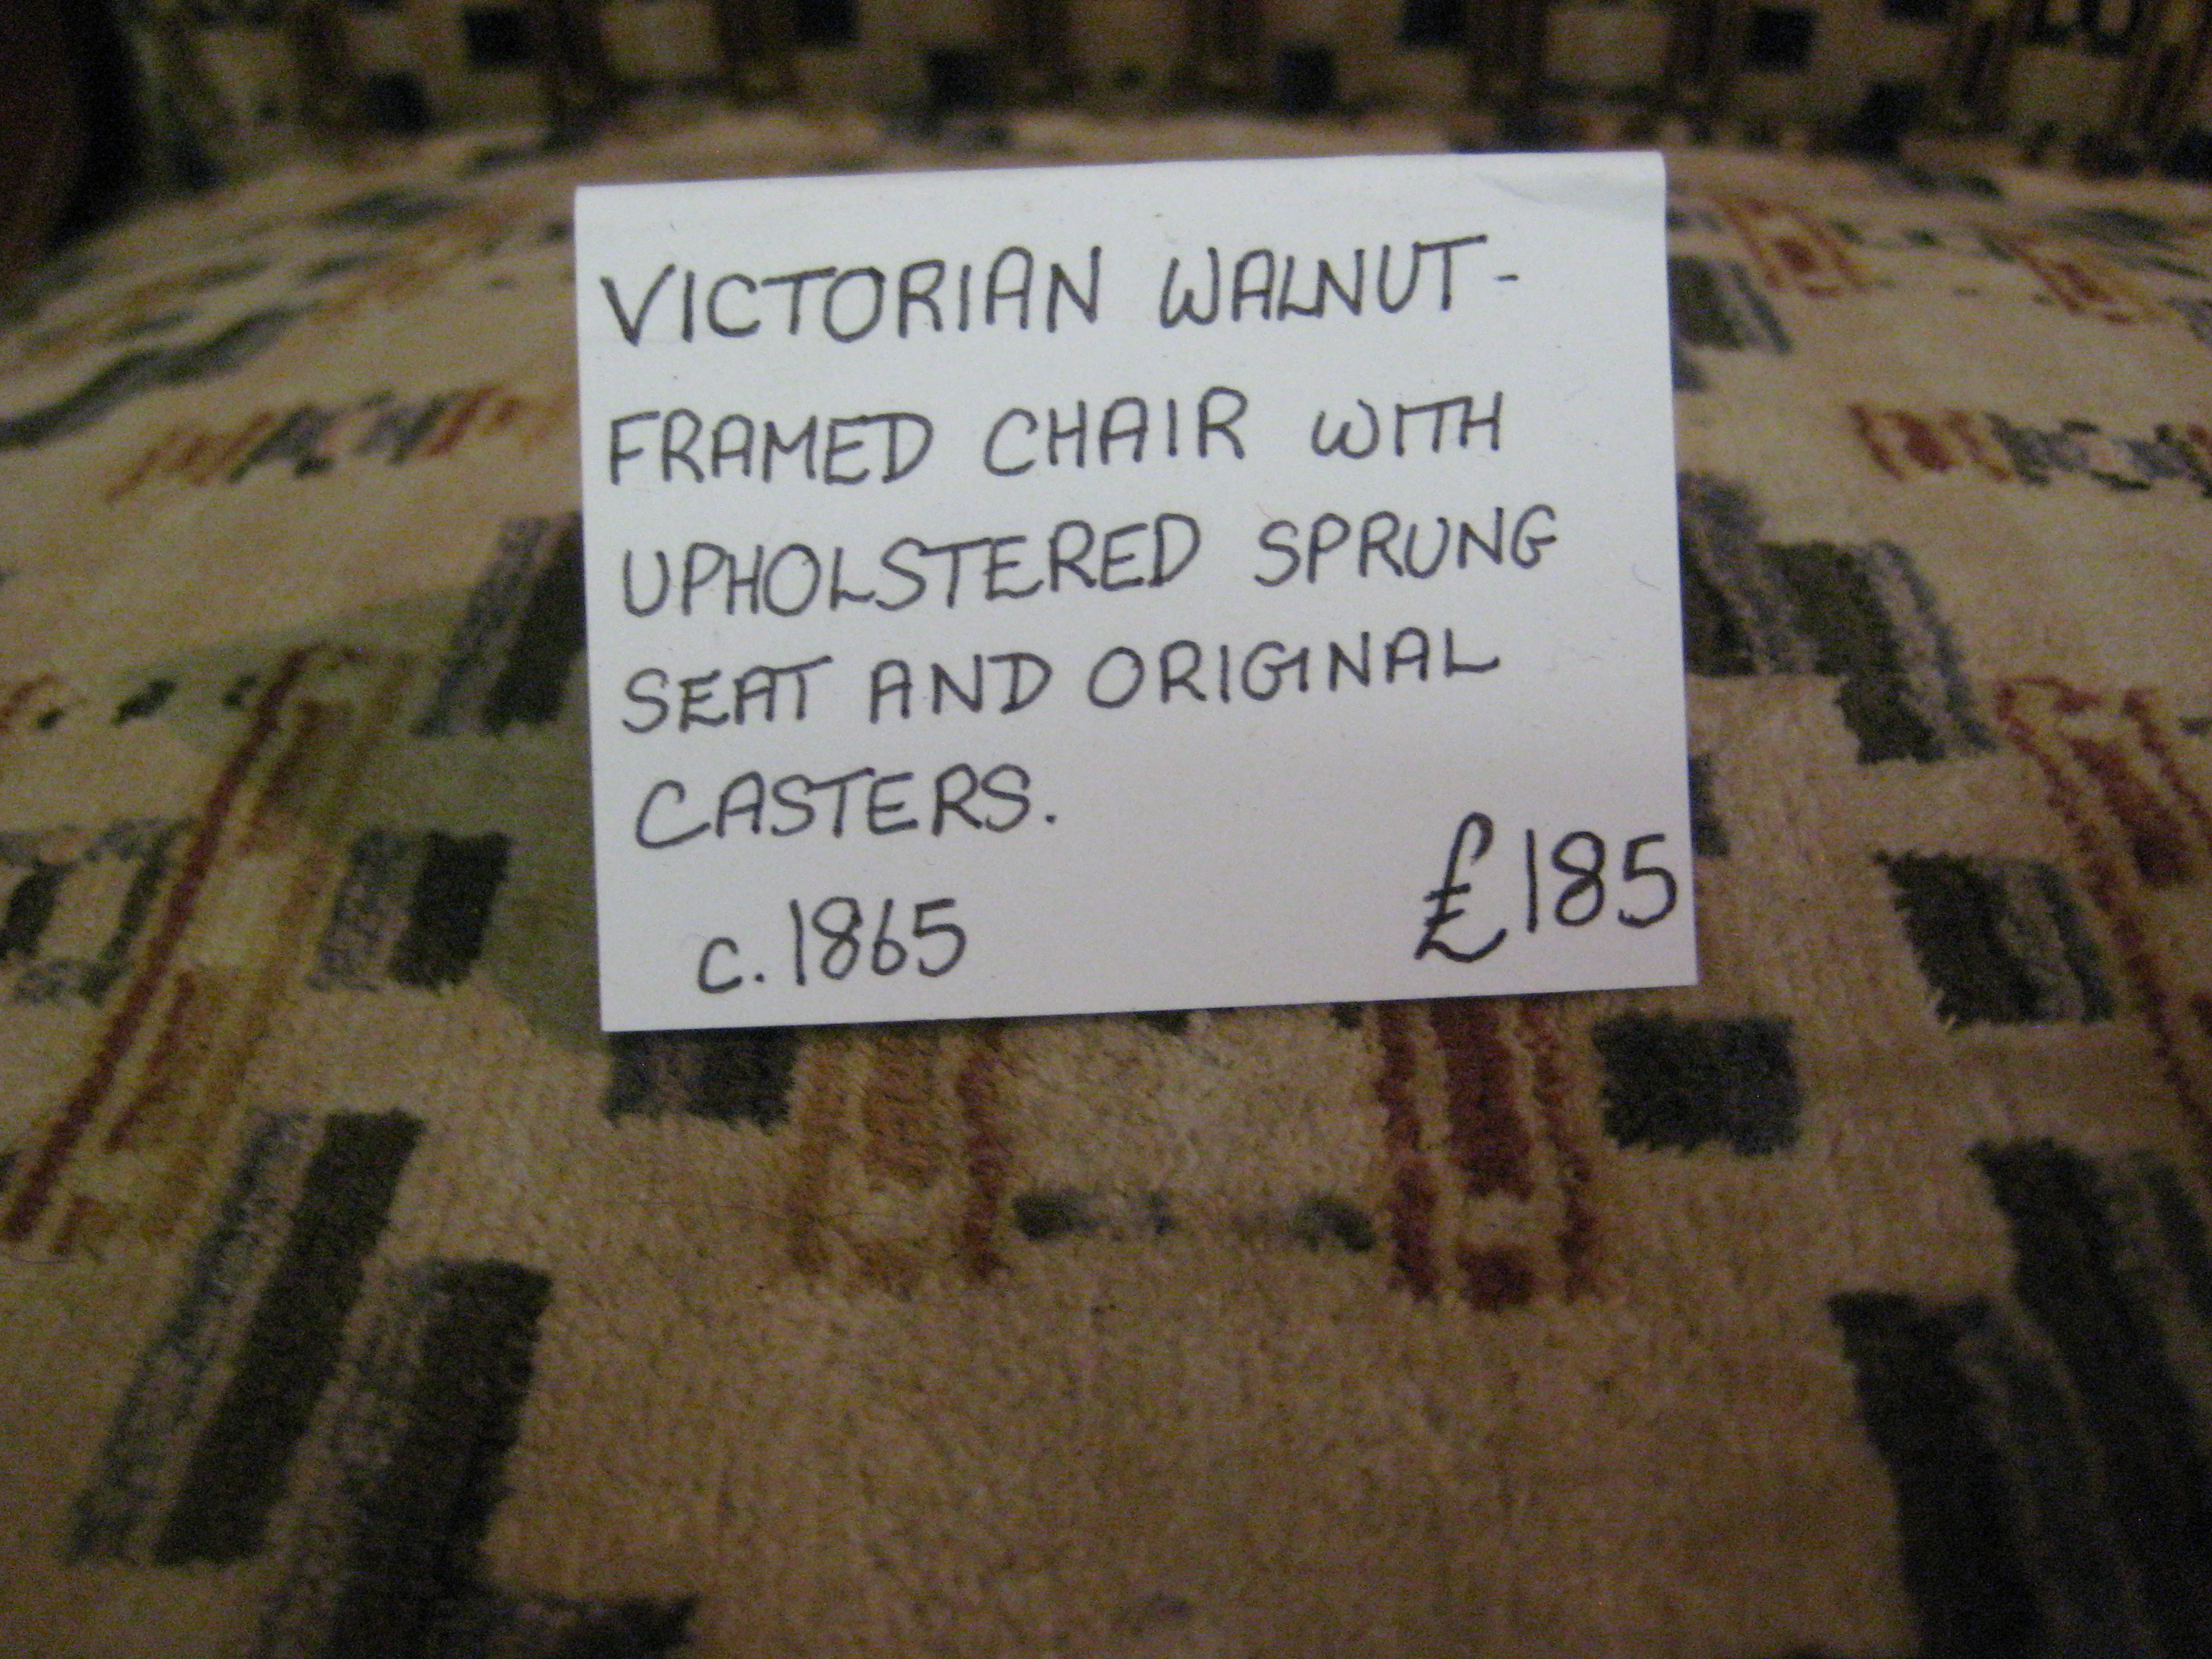 VICTORIAN WALNUT-
FRAMED CHAIR WITH
UPHOLSTERED SPRUNG
SEAT AND ORIGINAL
CASTERS.
c. 1865 £185